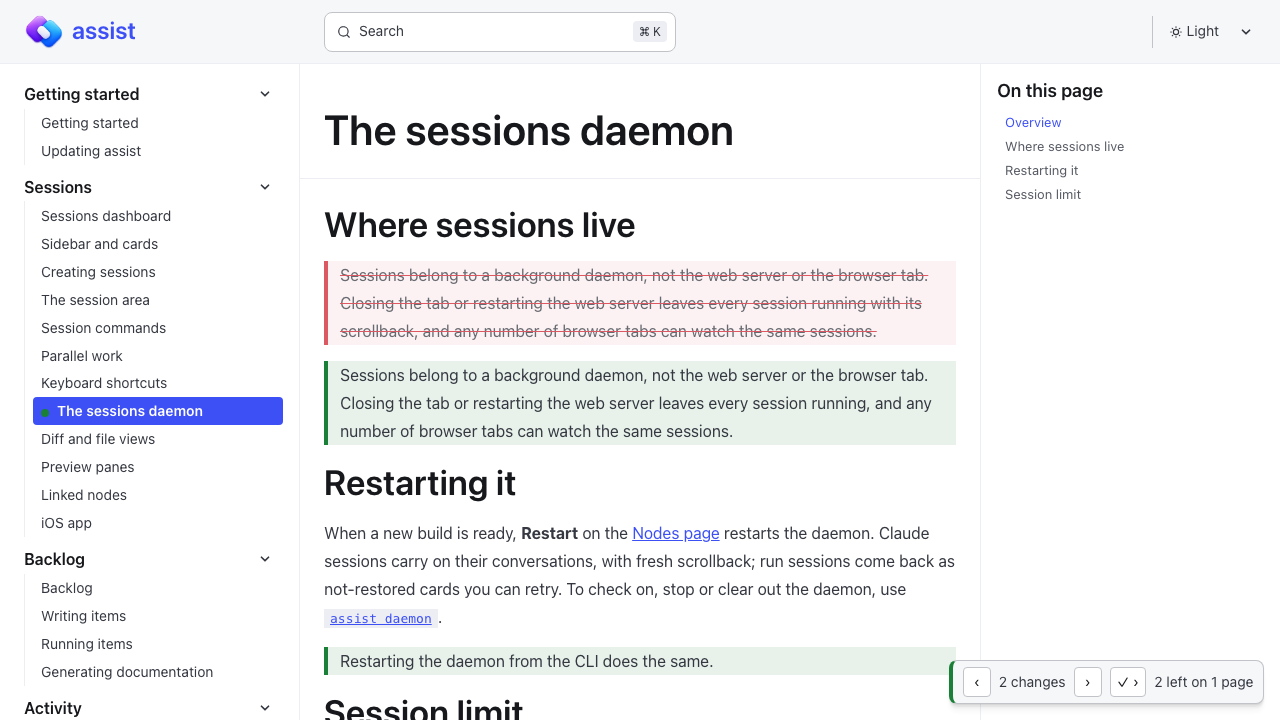 assist
Search
⌘ K
Light
Getting started
Getting started
Updating assist
Sessions
Sessions dashboard
Sidebar and cards
Creating sessions
The session area
Session commands
Parallel work
Keyboard shortcuts
The sessions daemon
Diff and file views
Preview panes
Linked nodes
iOS app
Backlog
Backlog
Writing items
Running items
Generating documentation
Activity
The sessions daemon
Where sessions live
Sessions belong to a background daemon, not the web server or the browser tab.
Closing the tab or restarting the web server leaves every session running with its
scrollback, and any number of browser tabs can watch the same sessions.
Sessions belong to a background daemon, not the web server or the browser tab.
Closing the tab or restarting the web server leaves every session running, and any
number of browser tabs can watch the same sessions.
Restarting it
When a new build is ready, Restart on the Nodes page restarts the daemon. Claude
sessions carry on their conversations, with fresh scrollback; run sessions come back as
not-restored cards you can retry. To check on, stop or clear out the daemon, use
assist daemon.
Restarting the daemon from the CLI does the same.
Session limit
On this page
Overview
Where sessions live
Restarting it
Session limit
‹ 2 changes › ✓ › 2 left on 1 page